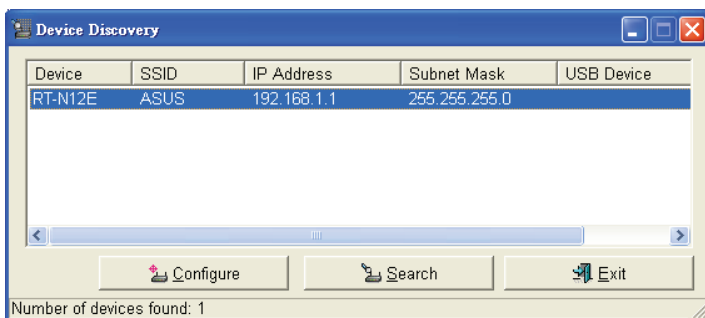 Device Discovery
Device SSID IP Address Subnet Mask USB Device
RT-N12E ASUS 192.168.1.1 255.255.255.0
Configure Search Exit
Number of devices found: 1